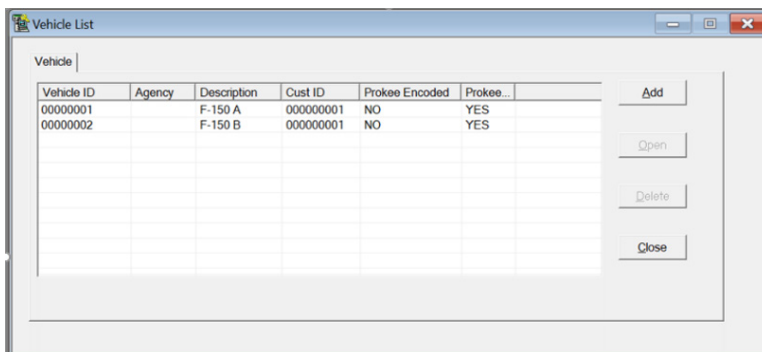 Vehicle List
Vehicle
Vehicle ID Agency Description Cust ID Prokee Encoded Prokee...
00000001 F-150 A 000000001 NO YES
00000002 F-150 B 000000001 NO YES
Add
Open
Delete
Close